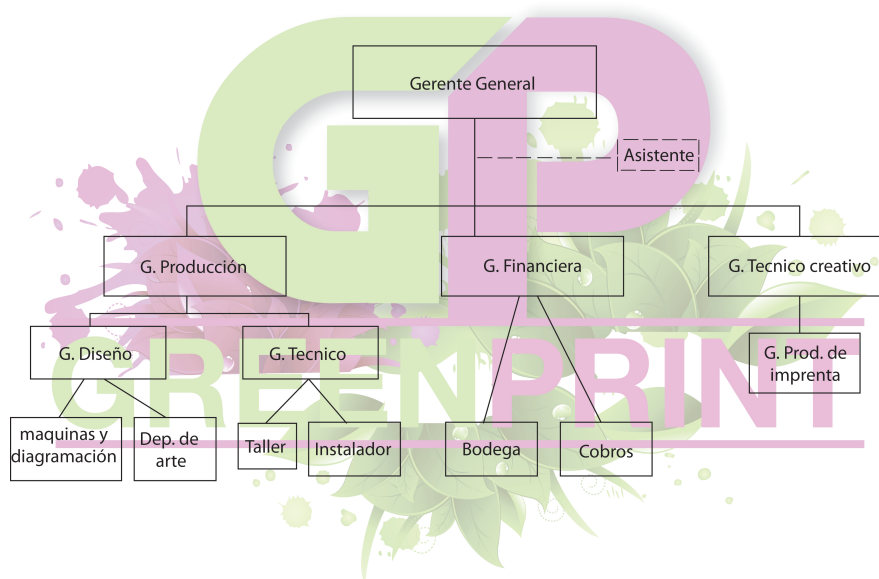 GP
Gerente General
Asistente
G. Producción
G. Financiera
G. Tecnico creativo
G. Diseño
G. Tecnico
G. Prod. de
imprenta
GREENPRINT
maquinas y
diagramación
Dep. de
arte
Taller
Instalador
Bodega
Cobros